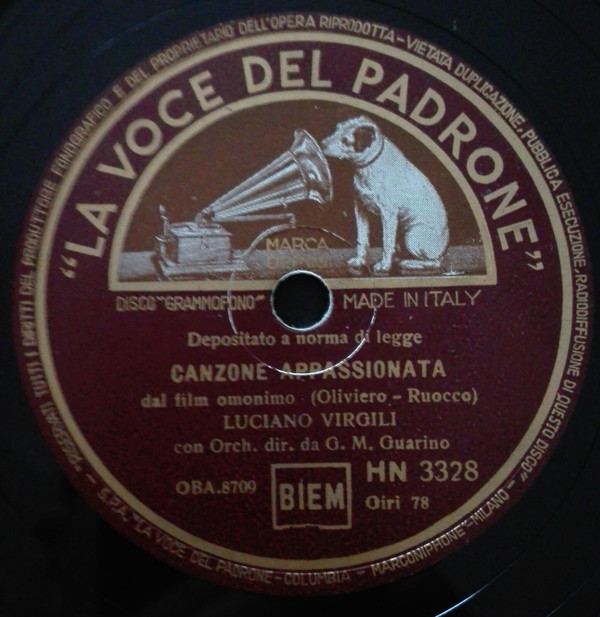 RISERVATI TUTTI I DIRITTI DEL PRODUTTORE FONOGRAFICO E DEL PROPRIETARIO DELL'OPERA RIPRODOTTA - VIETATA DUPLICAZIONE, PUBBLICA ESECUZIONE, RADIODIFFUSIONE DI QUESTO DISCO
S.P.A. "LA VOCE DEL PADRONE - COLUMBIA - MARCONIPHONE" - MILANO
"LA VOCE DEL PADRONE"
MARCA
DISCO "GRAMMOFONO" MADE IN ITALY
Depositato a norma di legge
CANZONE APPASSIONATA
dal film omonimo (Oliviero - Ruocco)
LUCIANO VIRGILI
con Orch. dir. da G. M. Guarino
OBA.8709 BIEM HN 3328
Giri 78